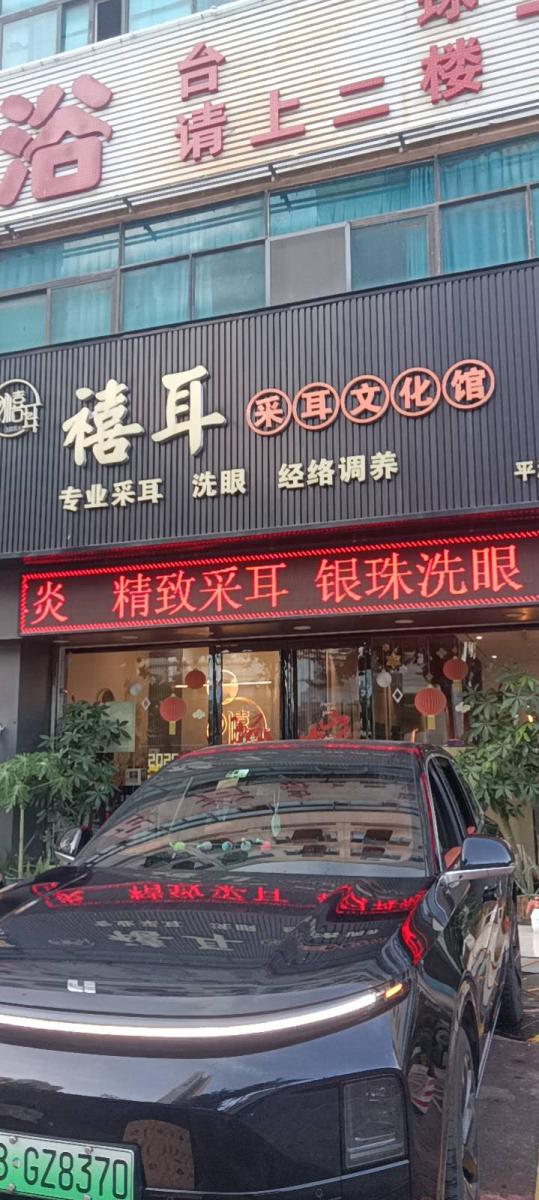 台
浴 请上二楼
禧耳 采耳文化馆
专业采耳 洗眼 经络调养
平
炎 精致采耳 银珠洗眼
GZ8370